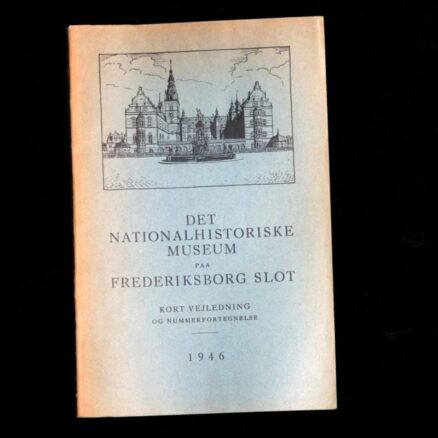 DET
NATIONALHISTORISKE
MUSEUM
PAA
FREDERIKSBORG SLOT
KORT VEJLEDNING
OG NUMMERFORTEGNELSE
1946